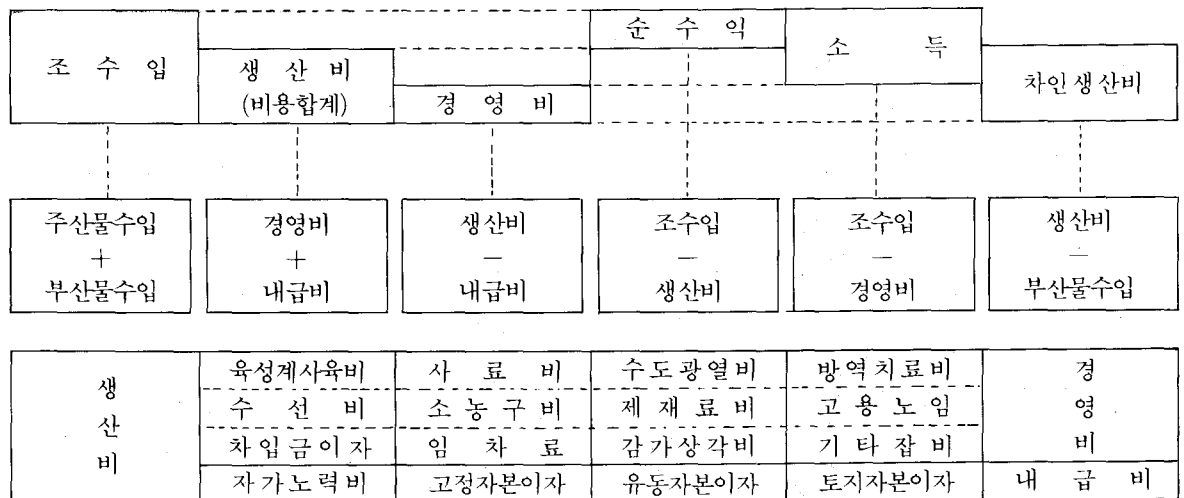 조 수 입
생 산 비
(비용합계)
경 영 비
순 수 익
소 득
차인생산비
주산물수입
+
부산물수입
경영비
+
내급비
생산비
−
내급비
조수입
−
생산비
조수입
−
경영비
생산비
−
부산물수입
생
산
비
육성계사육비 사 료 비 수도광열비 방역치료비
수 선 비 소농구비 제재료비 고용노임
차입금이자 임 차 료 감가상각비 기타잡비
자가노력비 고정자본이자 유동자본이자 토지자본이자
경
영
비
내 급 비